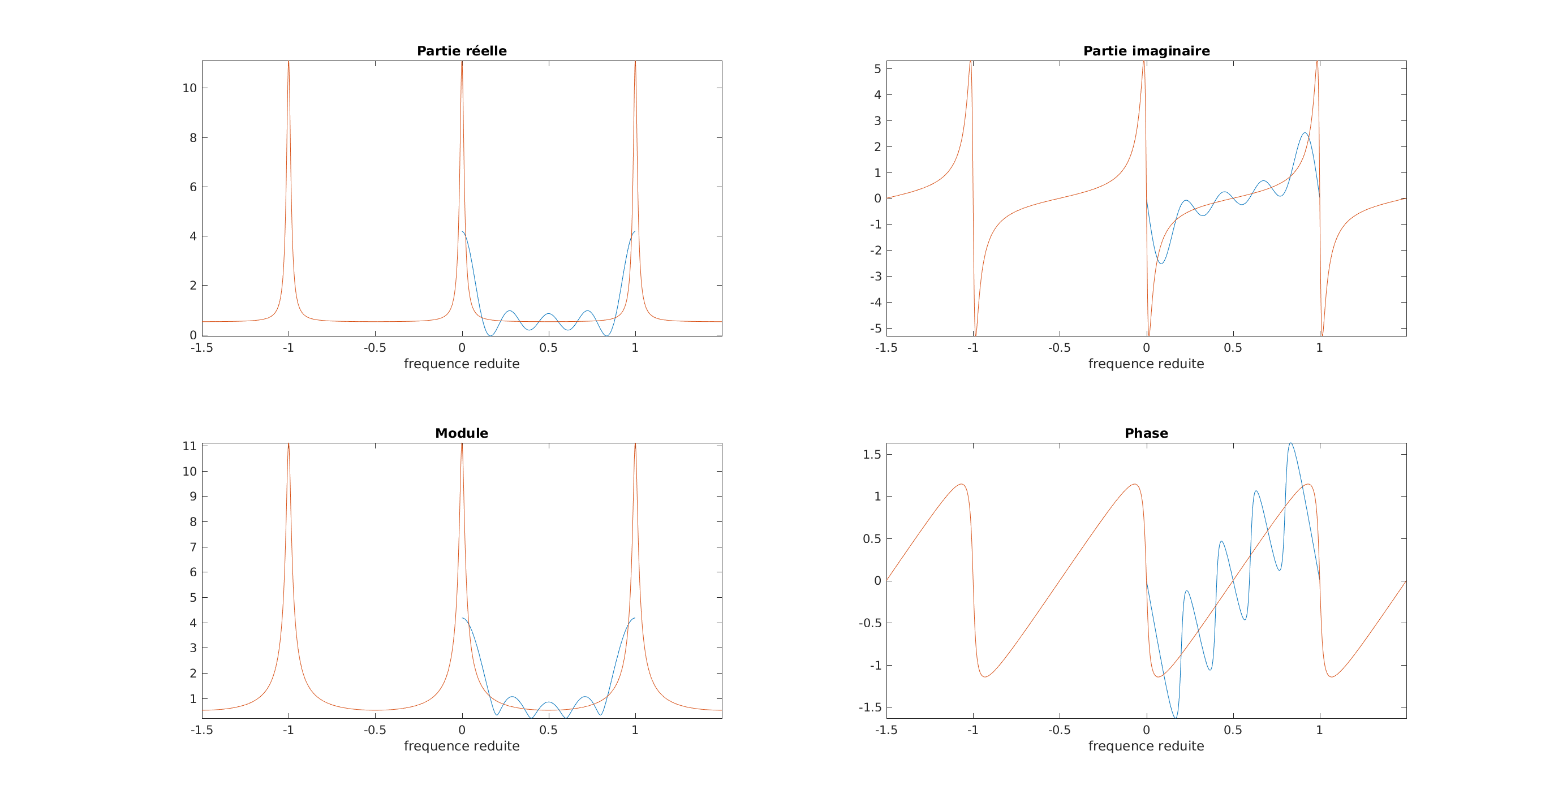 Partie réelle
10
8
6
4
2
0
-1.5 -1 -0.5 0 0.5 1
frequence reduite
Partie imaginaire
5
4
3
2
1
0
-1
-2
-3
-4
-5
-1.5 -1 -0.5 0 0.5 1
frequence reduite
Module
11
10
9
8
7
6
5
4
3
2
1
-1.5 -1 -0.5 0 0.5 1
frequence reduite
Phase
1.5
1
0.5
0
-0.5
-1
-1.5
-1.5 -1 -0.5 0 0.5 1
frequence reduite